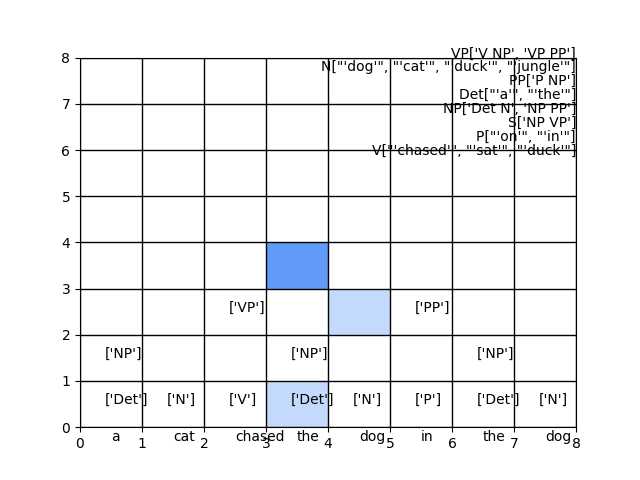 VP['V NP', 'VP PP']
8
N["'dog'", "'cat'", "'duck'", "'jungle'"]
PP['P NP']
Det["'a'", "'the'"]
7
NP['Det N', 'NP PP']
S['NP VP']
P["'on'", "'in'"]
6
V["'chased'", "'sat'", "'duck'"]
5
4
3
['VP'] ['PP']
2
['NP'] ['NP'] ['NP']
1
['Det'] ['N'] ['V'] ['Det'] ['N'] ['P'] ['Det'] ['N']
0
a cat chased the dog in the dog
0 1 2 3 4 5 6 7 8